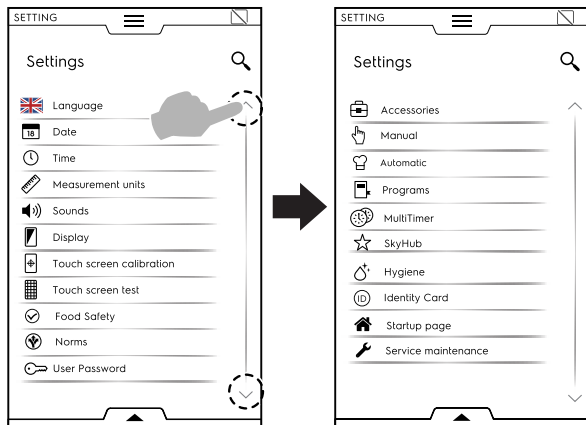 SETTING
Settings
Language
18 Date
Time
Measurement units
Sounds
Display
Touch screen calibration
Touch screen test
Food Safety
Norms
User Password
SETTING
Settings
Accessories
Manual
Automatic
Programs
MultiTimer
SkyHub
Hygiene
ID Identity Card
Startup page
Service maintenance